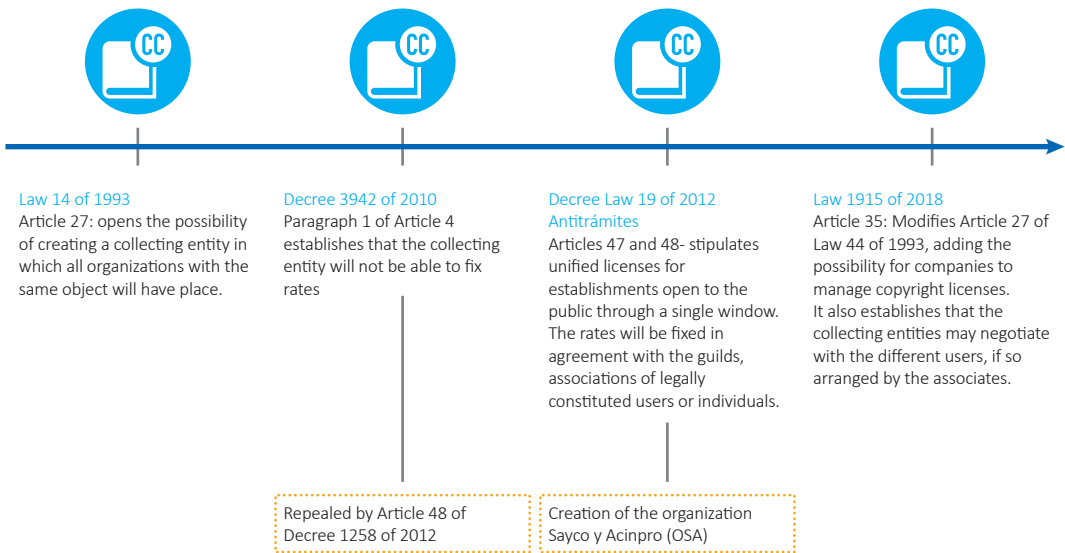 CC
CC
CC
CC
Law 14 of 1993
Article 27: opens the possibility
of creating a collecting entity in
which all organizations with the
same object will have place.
Decree 3942 of 2010
Paragraph 1 of Article 4
establishes that the collecting
entity will not be able to fix
rates
Repealed by Article 48 of
Decree 1258 of 2012
Decree Law 19 of 2012
Antitrámites
Articles 47 and 48- stipulates
unified licenses for
establishments open to the
public through a single window.
The rates will be fixed in
agreement with the guilds,
associations of legally
constituted users or individuals.
Creation of the organization
Sayco y Acinpro (OSA)
Law 1915 of 2018
Article 35: Modifies Article 27 of
Law 44 of 1993, adding the
possibility for companies to
manage copyright licenses.
It also establishes that the
collecting entities may negotiate
with the different users, if so
arranged by the associates.